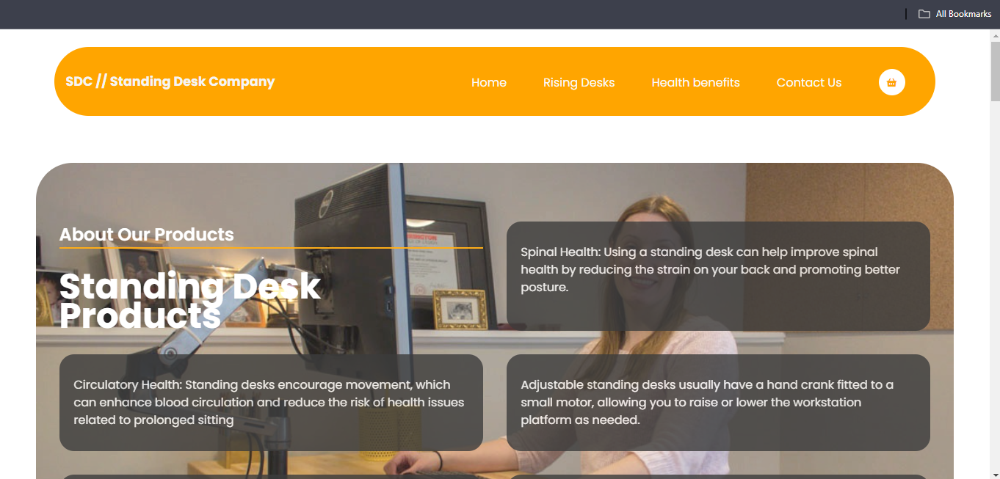 All Bookmarks
SDC // Standing Desk Company
Home
Rising Desks
Health benefits
Contact Us
About Our Products
Standing Desk
Products
Spinal Health: Using a standing desk can help improve spinal
health by reducing the strain on your back and promoting better
posture.
Circulatory Health: Standing desks encourage movement, which
can enhance blood circulation and reduce the risk of health issues
related to prolonged sitting
Adjustable standing desks usually have a hand crank fitted to a
small motor, allowing you to raise or lower the workstation
platform as needed.